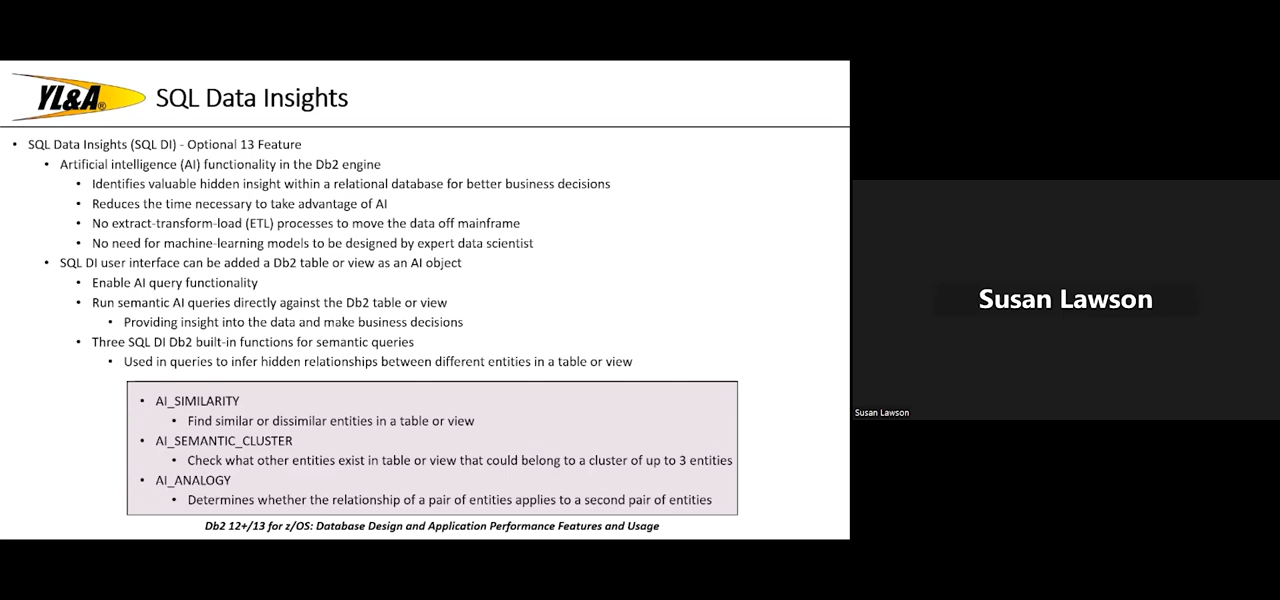 YL&A®
SQL Data Insights
• SQL Data Insights (SQL DI) - Optional 13 Feature
• Artificial intelligence (AI) functionality in the Db2 engine
• Identifies valuable hidden insight within a relational database for better business decisions
• Reduces the time necessary to take advantage of AI
• No extract-transform-load (ETL) processes to move the data off mainframe
• No need for machine-learning models to be designed by expert data scientist
• SQL DI user interface can be added a Db2 table or view as an AI object
• Enable AI query functionality
• Run semantic AI queries directly against the Db2 table or view
• Providing insight into the data and make business decisions
• Three SQL DI Db2 built-in functions for semantic queries
• Used in queries to infer hidden relationships between different entities in a table or view
• AI_SIMILARITY
• Find similar or dissimilar entities in a table or view
• AI_SEMANTIC_CLUSTER
• Check what other entities exist in table or view that could belong to a cluster of up to 3 entities
• AI_ANALOGY
• Determines whether the relationship of a pair of entities applies to a second pair of entities
Db2 12+/13 for z/OS: Database Design and Application Performance Features and Usage
Susan Lawson
Susan Lawson